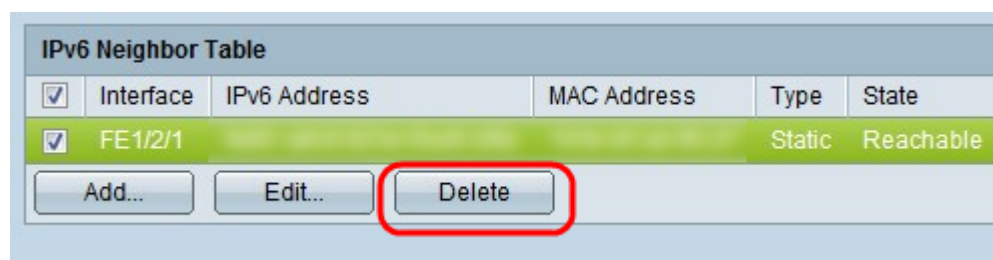 IPv6 Neighbor Table
Interface IPv6 Address MAC Address Type State
FE1/2/1 Static Reachable
Add... Edit... Delete